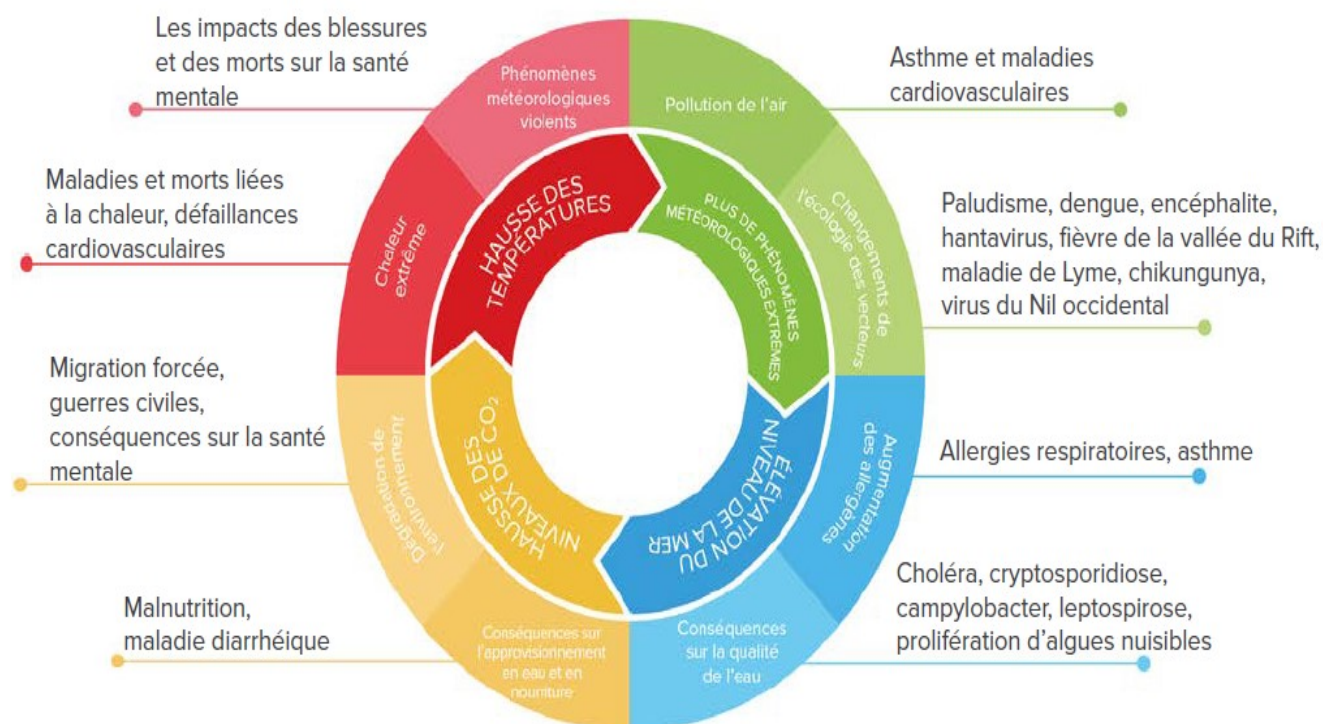 Les impacts des blessures
et des morts sur la santé
mentale
Phénomènes
météorologiques
violents
Pollution de l'air
Asthme et maladies
cardiovasculaires
Maladies et morts liées
à la chaleur, défaillances
cardiovasculaires
Chaleur
extrême
HAUSSE DES
TEMPÉRATURES
PLUS DE PHÉNOMÈNES
MÉTÉOROLOGIQUES EXTRÊMES
Changements de
l'écologie des vecteurs
Paludisme, dengue, encéphalite,
hantavirus, fièvre de la vallée du Rift,
maladie de Lyme, chikungunya,
virus du Nil occidental
Migration forcée,
guerres civiles,
conséquences sur la santé
mentale
Dégradation de
l'environnement
HAUSSE DES
NIVEAUX DE CO₂
ÉLÉVATION DU
NIVEAU DE LA MER
Augmentation
des allergènes
Allergies respiratoires, asthme
Malnutrition,
maladie diarrhéique
Conséquences sur
l'approvisionnement
en eau et en
nourriture
Conséquences
sur la qualité
de l'eau
Choléra, cryptosporidiose,
campylobacter, leptospirose,
prolifération d'algues nuisibles